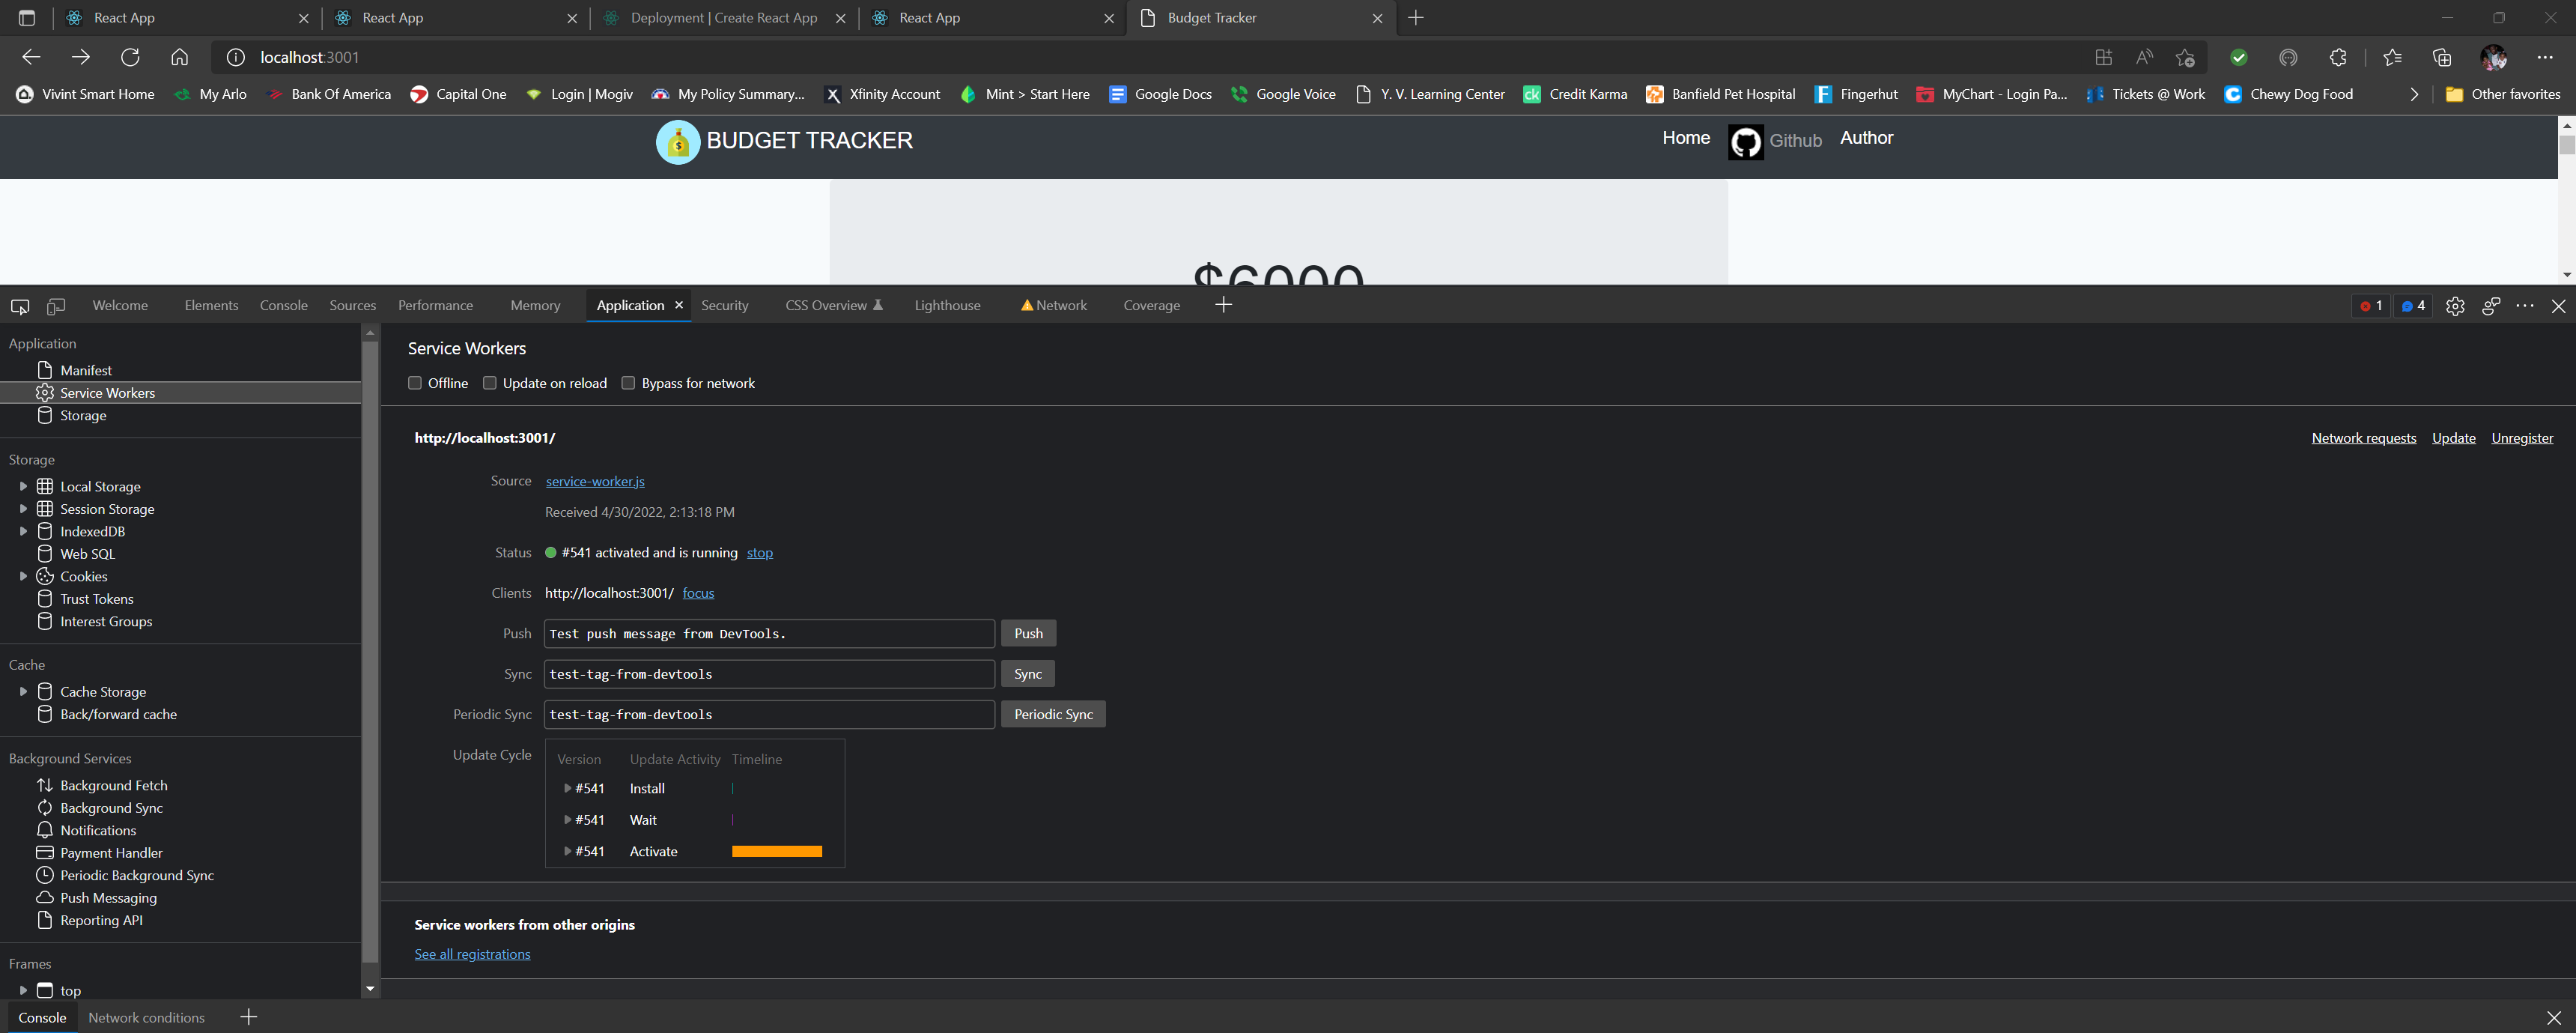 React App
React App
Deployment | Create React App
React App
Budget Tracker
localhost:3001
Vivint Smart Home
My Arlo
Bank Of America
Capital One
Login | Mogiv
My Policy Summary...
Xfinity Account
Mint > Start Here
Google Docs
Google Voice
Y. V. Learning Center
ck Credit Karma
Banfield Pet Hospital
Fingerhut
MyChart - Login Pa...
Tickets @ Work
Chewy Dog Food
Other favorites
BUDGET TRACKER
Home
Github
Author
$6000
Welcome
Elements
Console
Sources
Performance
Memory
Application
Security
CSS Overview
Lighthouse
Network
Coverage
1
4
Application
Manifest
Service Workers
Storage
Storage
Local Storage
Session Storage
IndexedDB
Web SQL
Cookies
Trust Tokens
Interest Groups
Cache
Cache Storage
Back/forward cache
Background Services
Background Fetch
Background Sync
Notifications
Payment Handler
Periodic Background Sync
Push Messaging
Reporting API
Frames
top
Service Workers
Offline
Update on reload
Bypass for network
http://localhost:3001/
Network requests
Update
Unregister
Source service-worker.js
Received 4/30/2022, 2:13:18 PM
Status #541 activated and is running stop
Clients http://localhost:3001/ focus
Push Test push message from DevTools. Push
Sync test-tag-from-devtools Sync
Periodic Sync test-tag-from-devtools Periodic Sync
Update Cycle
Version Update Activity Timeline
#541 Install
#541 Wait
#541 Activate
Service workers from other origins
See all registrations
Console
Network conditions